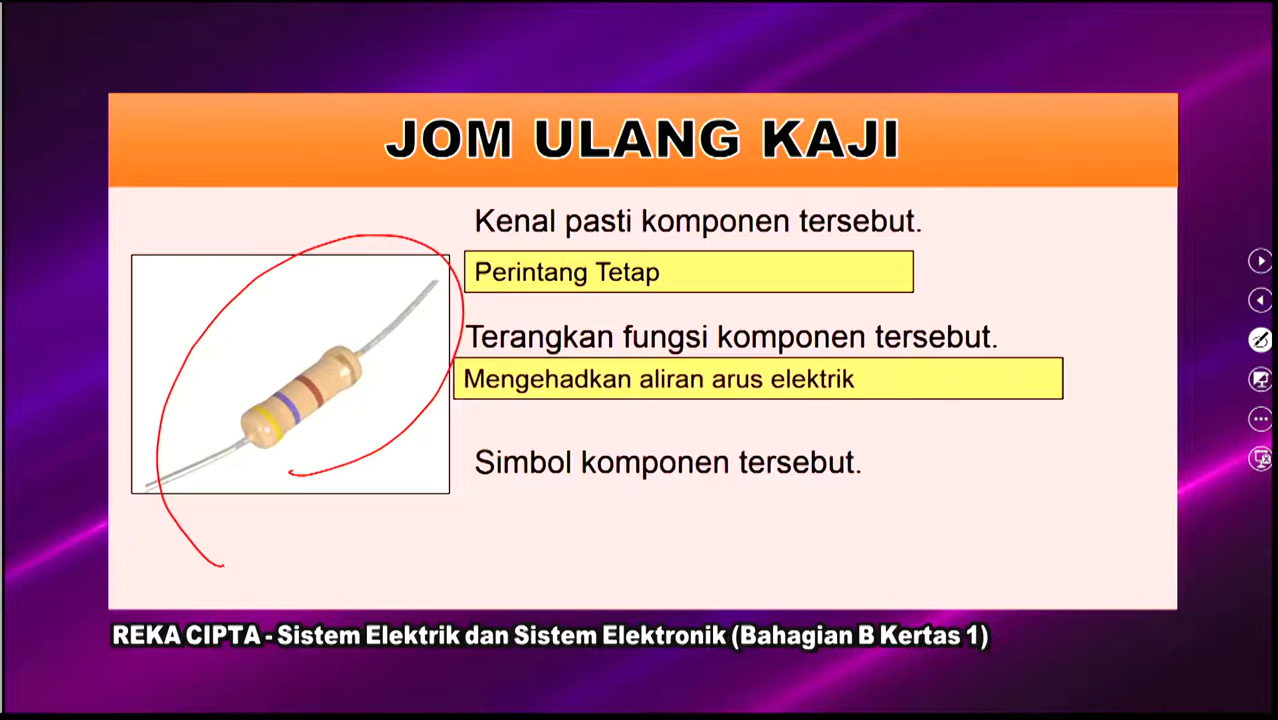 JOM ULANG KAJI
Kenal pasti komponen tersebut.
Perintang Tetap
Terangkan fungsi komponen tersebut.
Mengehadkan aliran arus elektrik
Simbol komponen tersebut.
REKA CIPTA - Sistem Elektrik dan Sistem Elektronik (Bahagian B Kertas 1)